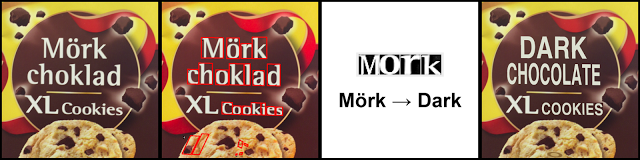 Mörk
choklad
XL Cookies
Mörk
choklad
XL Cookies
Mörk
Mörk → Dark
DARK
CHOCOLATE
XL COOKIES